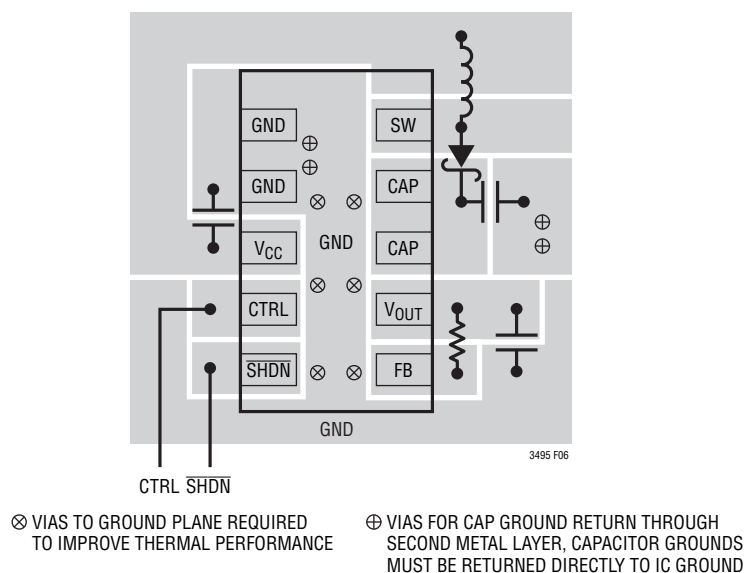 GND
SW
GND
CAP
GND
VCC
CAP
CTRL
VOUT
SHDN
FB
GND
3495 F06
CTRL SHDN
⊗ VIAS TO GROUND PLANE REQUIRED
TO IMPROVE THERMAL PERFORMANCE
⊕ VIAS FOR CAP GROUND RETURN THROUGH
SECOND METAL LAYER, CAPACITOR GROUNDS
MUST BE RETURNED DIRECTLY TO IC GROUND